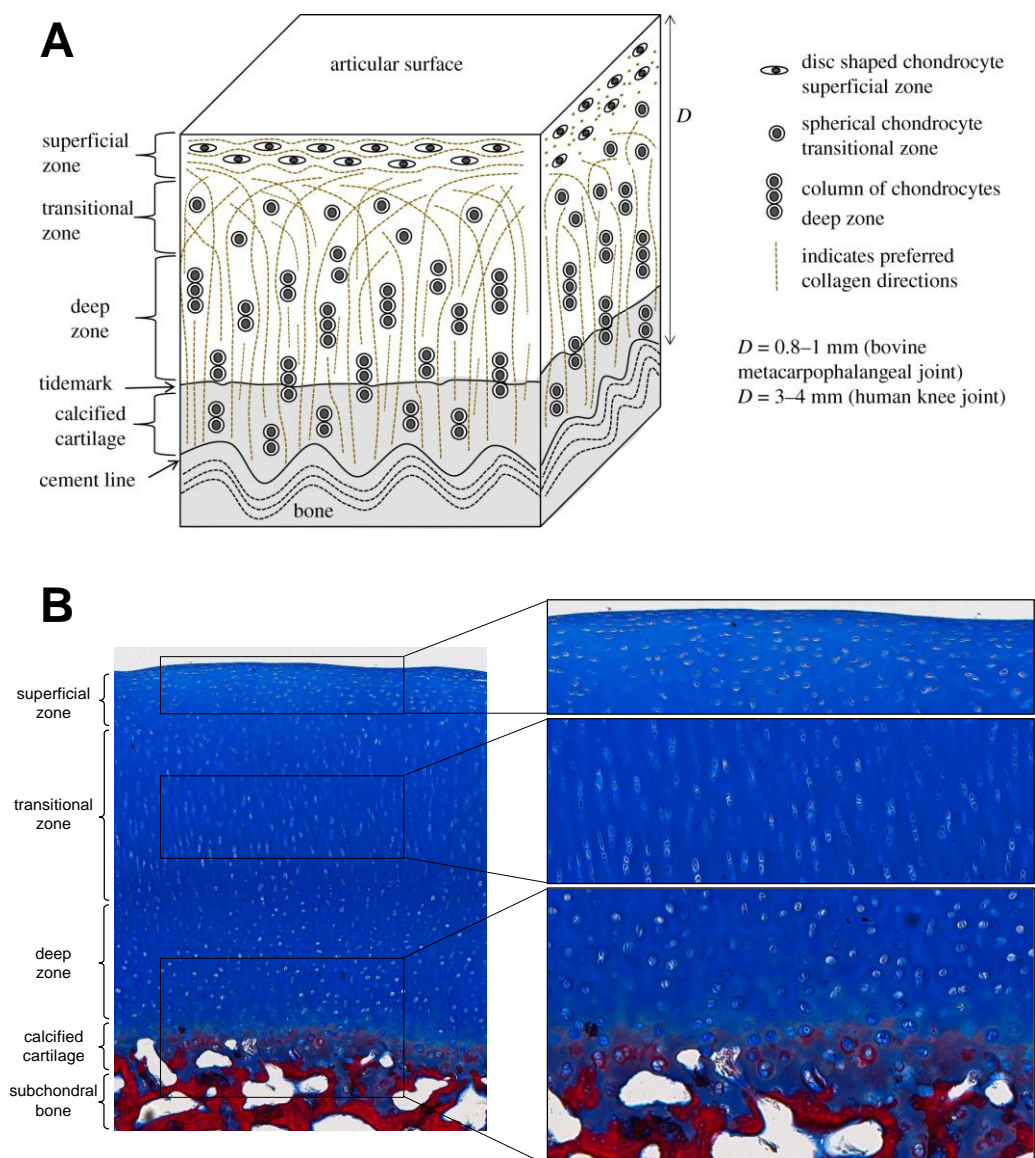 A
articular surface
D
superficial
zone
transitional
zone
deep
zone
tidemark
calcified
cartilage
cement line
bone
disc shaped chondrocyte
superficial zone
spherical chondrocyte
transitional zone
column of chondrocytes
deep zone
indicates preferred
collagen directions
D = 0.8–1 mm (bovine
metacarpophalangeal joint)
D = 3–4 mm (human knee joint)
B
superficial
zone
transitional
zone
deep
zone
calcified
cartilage
subchondral
bone